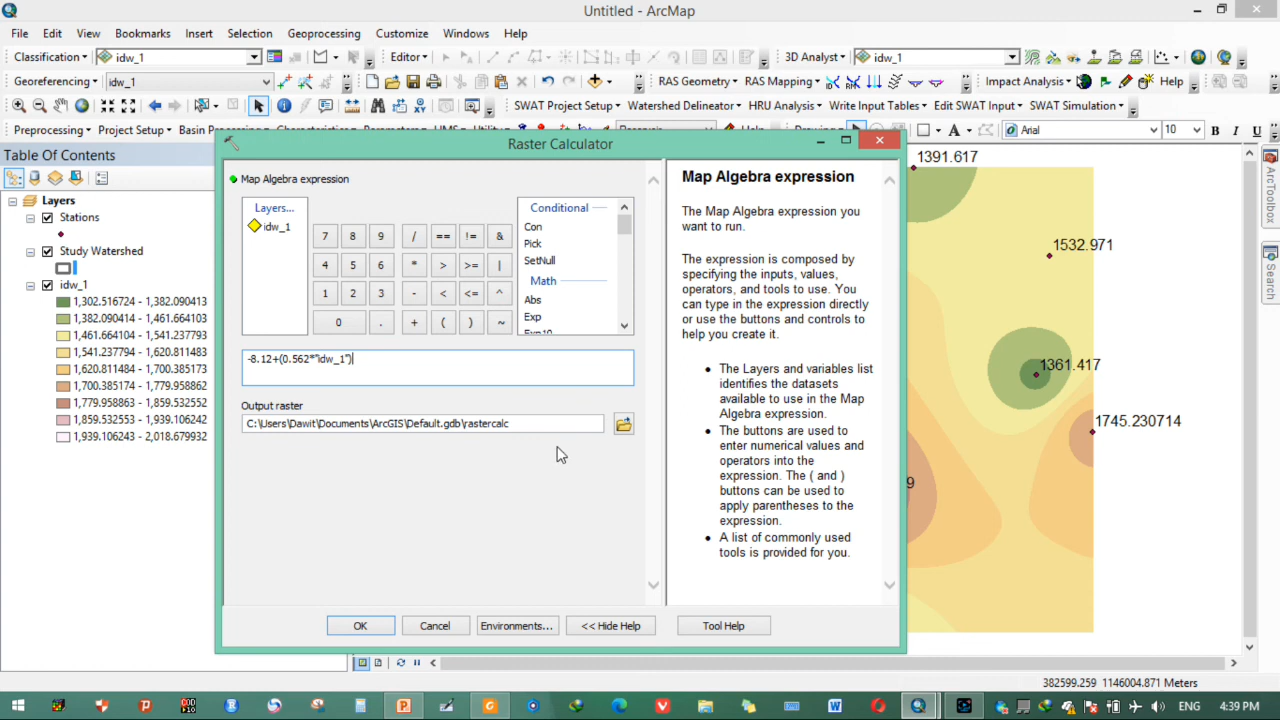 Untitled - ArcMap
File Edit View Bookmarks Insert Selection Geoprocessing Customize Windows Help
Classification idw_1 Editor 3D Analyst idw_1
Georeferencing idw_1 RAS Geometry RAS Mapping Impact Analysis Help
SWAT Project Setup Watershed Delineator HRU Analysis Write Input Tables Edit SWAT Input SWAT Simulation
Preprocessing Project Setup Arial 10 B I U
Table Of Contents
Layers
Stations
Study Watershed
idw_1
1,302.516724 - 1,382.090413
1,382.090414 - 1,461.664103
1,461.664104 - 1,541.237793
1,541.237794 - 1,620.811483
1,620.811484 - 1,700.385173
1,700.385174 - 1,779.958862
1,779.958863 - 1,859.532552
1,859.532553 - 1,939.106242
1,939.106243 - 2,018.679932
Raster Calculator
Map Algebra expression
Layers...
idw_1
7 8 9 / == != &
4 5 6 * > >= |
1 2 3 - < <= ^
0 . + ( ) ~
Conditional
Con
Pick
SetNull
Math
Abs
Exp
Exp10
-8.12+(0.562*"idw_1")
Output raster
C:\Users\Dawit\Documents\ArcGIS\Default.gdb\rastercalc
OK Cancel Environments... << Hide Help Tool Help
Map Algebra expression
The Map Algebra expression you
want to run.
The expression is composed by
specifying the inputs, values,
operators, and tools to use. You
can type in the expression directly
or use the buttons and controls to
help you create it.
• The Layers and variables list
identifies the datasets
available to use in the Map
Algebra expression.
• The buttons are used to
enter numerical values and
operators into the
expression. The ( and )
buttons can be used to
apply parentheses to the
expression.
• A list of commonly used
tools is provided for you.
1391.617
1532.971
1361.417
1745.230714
9
ArcToolbox
Search
382599.259 1146004.871 Meters
ENG 4:39 PM